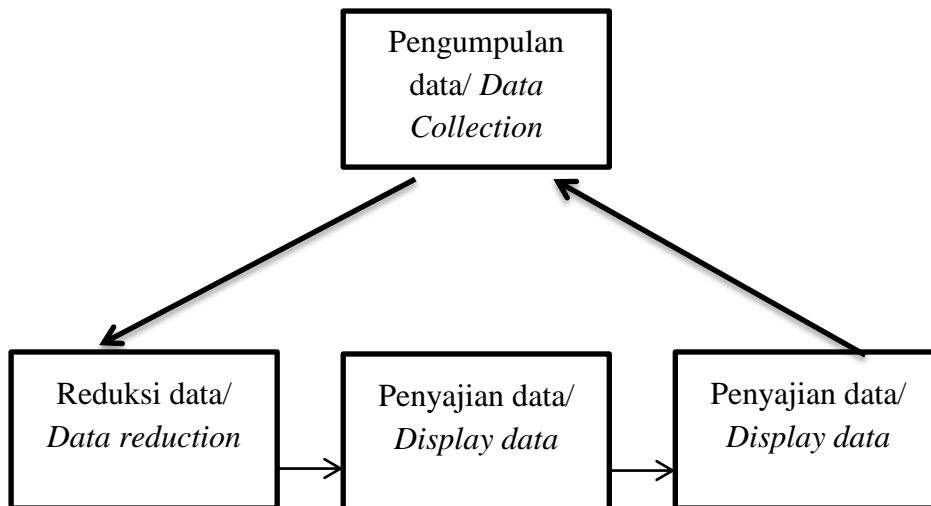 Pengumpulan
data/ Data
Collection
Reduksi data/
Data reduction
Penyajian data/
Display data
Penyajian data/
Display data